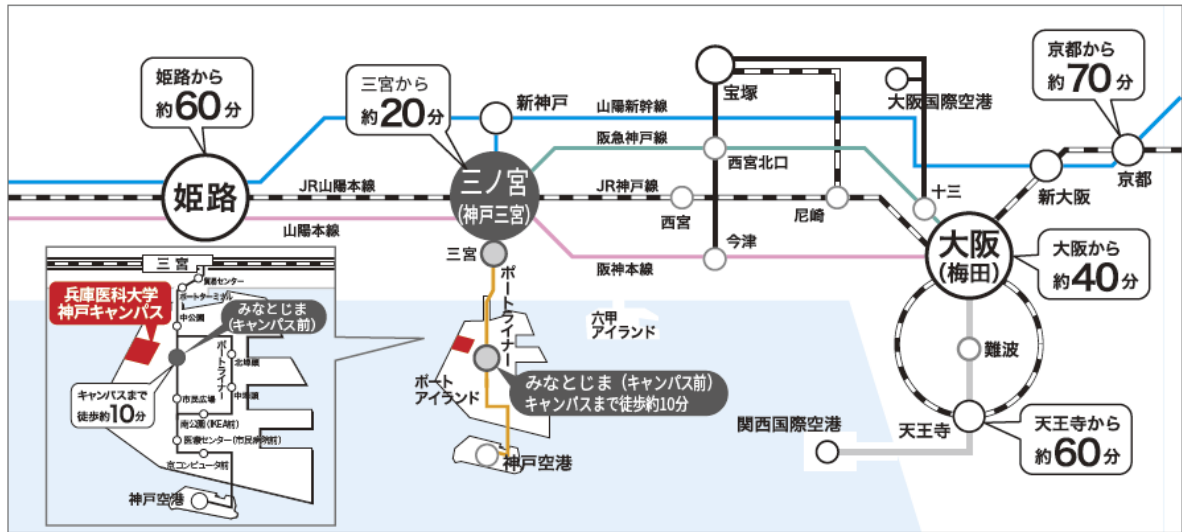 姫路から
約60分
三宮から
約20分
新神戸
山陽新幹線
宝塚
大阪国際空港
京都から
約70分
阪急神戸線
西宮北口
姫路
JR山陽本線
三ノ宮
(神戸三宮)
JR神戸線
西宮
尼崎
十三
新大阪
京都
山陽本線
三宮
阪神本線
今津
大阪
(梅田)
大阪から
約40分
三宮
貿易センター
ポートターミナル
中公園
兵庫医科大学
神戸キャンパス
みなとじま
(キャンパス前)
ポートライナー
北埠頭
中埠頭
キャンパスまで
徒歩約10分
市民広場
南公園(IKEA前)
医療センター(市民病院前)
京コンピュータ前
神戸空港
ポートライナー
六甲
アイランド
ポート
アイランド
みなとじま(キャンパス前)
キャンパスまで徒歩約10分
神戸空港
難波
関西国際空港
天王寺
天王寺から
約60分